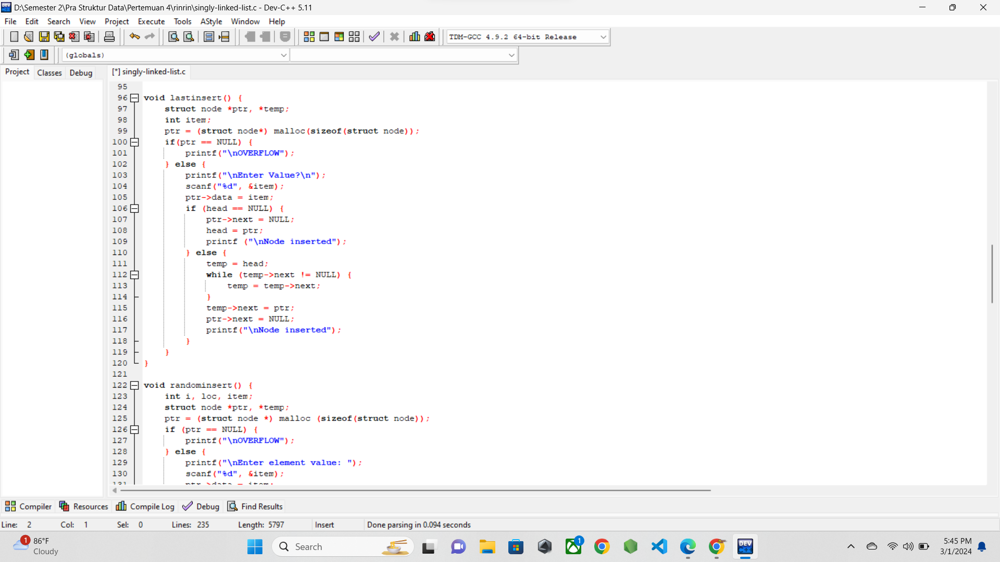 D:\Semester 2\Pra Struktur Data\Pertemuan 4\rinrin\singly-linked-list.c - Dev-C++ 5.11
File Edit Search View Project Execute Tools AStyle Window Help
TDM-GCC 4.9.2 64-bit Release
(globals)
Project Classes Debug [*] singly-linked-list.c
95
96 void lastinsert() {
97 struct node *ptr, *temp;
98 int item;
99 ptr = (struct node*) malloc(sizeof(struct node));
100 if(ptr == NULL) {
101 printf("\nOVERFLOW");
102 } else {
103 printf("\nEnter Value?\n");
104 scanf("%d", &item);
105 ptr->data = item;
106 if (head == NULL) {
107 ptr->next = NULL;
108 head = ptr;
109 printf ("\nNode inserted");
110 } else {
111 temp = head;
112 while (temp->next != NULL) {
113 temp = temp->next;
114 }
115 temp->next = ptr;
116 ptr->next = NULL;
117 printf("\nNode inserted");
118 }
119 }
120 }
121
122 void randominsert() {
123 int i, loc, item;
124 struct node *ptr, *temp;
125 ptr = (struct node *) malloc (sizeof(struct node));
126 if (ptr == NULL) {
127 printf("\nOVERFLOW");
128 } else {
129 printf("\nEnter element value: ");
130 scanf("%d", &item);
131 ptr->data = item;
Compiler Resources Compile Log Debug Find Results
Line: 2 Col: 1 Sel: 0 Lines: 235 Length: 5797 Insert Done parsing in 0.094 seconds
1 86°F
Cloudy
Search
1
DEV C++
5:45 PM
3/1/2024